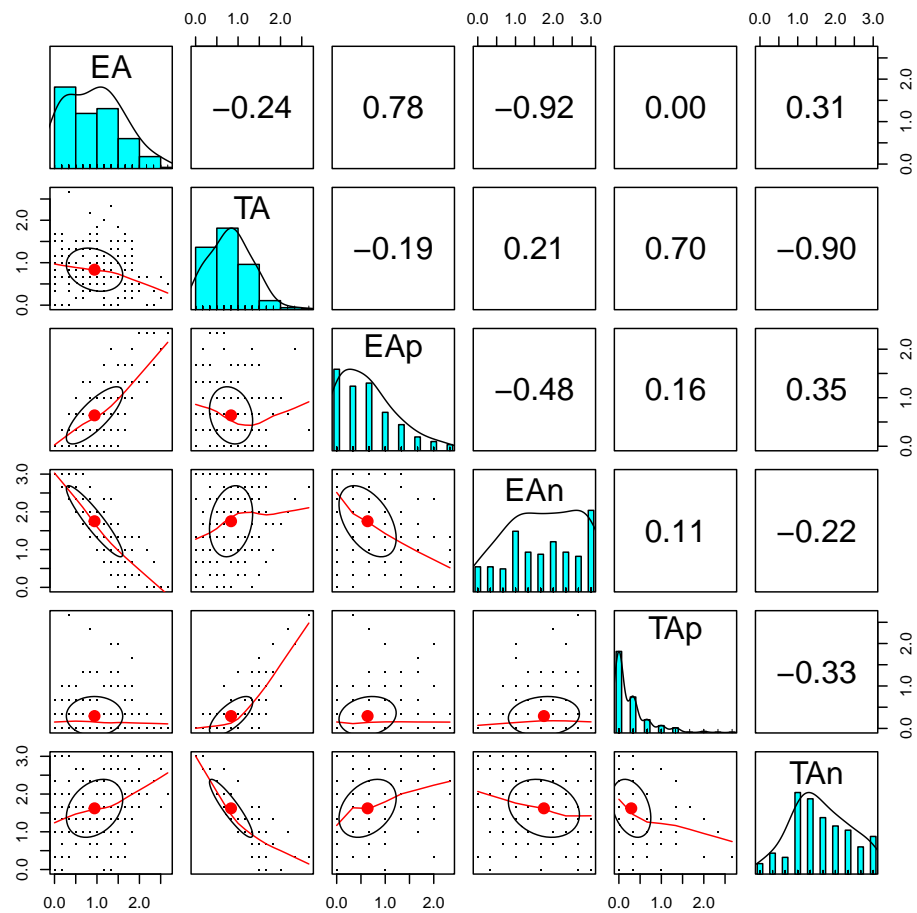 0.0 1.0 2.0 0.0 1.0 2.0 3.0 0.0 1.0 2.0 3.0
EA −0.24 0.78 −0.92 0.00 0.31 0.0 1.0 2.0
0.0 1.0 2.0 TA −0.19 0.21 0.70 −0.90
EAp −0.48 0.16 0.35 0.0 1.0 2.0
0.0 1.0 2.0 3.0 EAn 0.11 −0.22
TAp −0.33 0.0 1.0 2.0
0.0 1.0 2.0 3.0 TAn
0.0 1.0 2.0 0.0 1.0 2.0 0.0 1.0 2.0